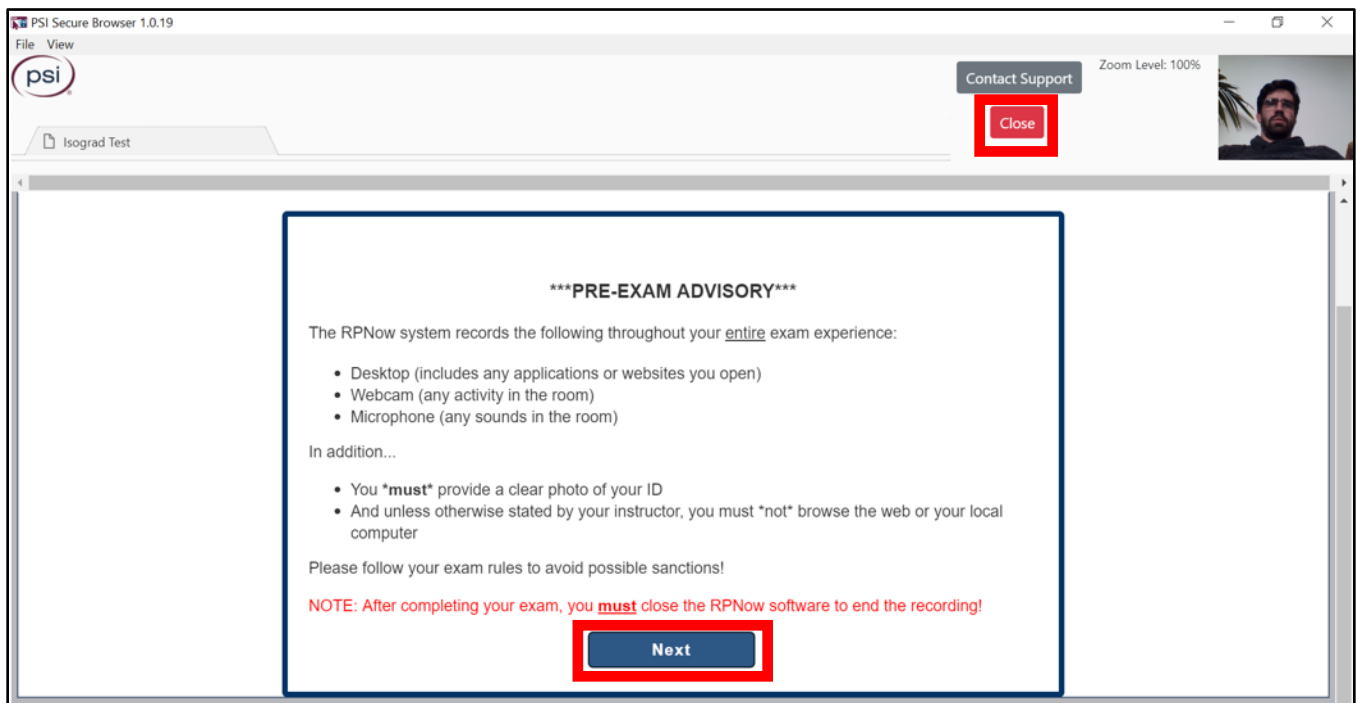 PSI Secure Browser 1.0.19
File View
psi
Contact Support
Zoom Level: 100%
Close
Isograd Test
***PRE-EXAM ADVISORY***
The RPNow system records the following throughout your entire exam experience:
• Desktop (includes any applications or websites you open)
• Webcam (any activity in the room)
• Microphone (any sounds in the room)
In addition...
• You *must* provide a clear photo of your ID
• And unless otherwise stated by your instructor, you must *not* browse the web or your local
computer
Please follow your exam rules to avoid possible sanctions!
NOTE: After completing your exam, you must close the RPNow software to end the recording!
Next